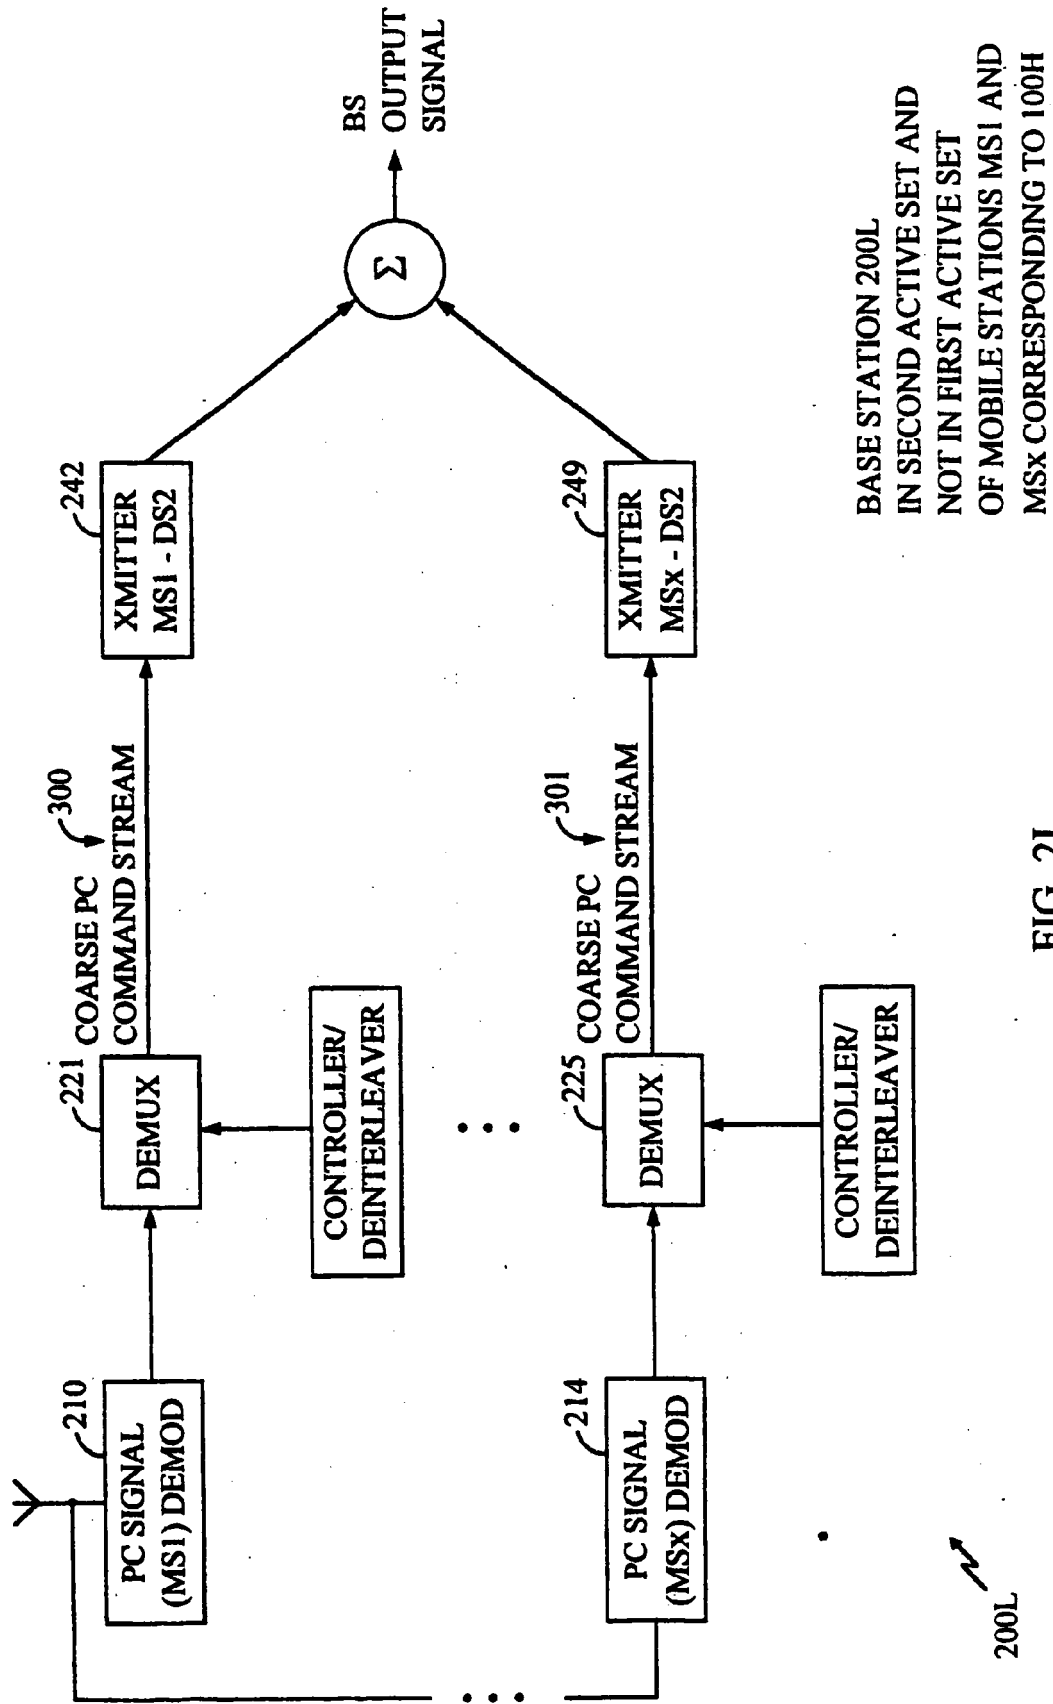 PC SIGNAL
(MS1) DEMOD
210
DEMUX
221
CONTROLLER/
DEINTERLEAVER
COARSE PC
COMMAND STREAM
300
XMITTER
MS1 - DS2
242
Σ
BS
OUTPUT
SIGNAL
PC SIGNAL
(MSx) DEMOD
214
DEMUX
225
CONTROLLER/
DEINTERLEAVER
COARSE PC
COMMAND STREAM
301
XMITTER
MSx - DS2
249
200L
BASE STATION 200L
IN SECOND ACTIVE SET AND
NOT IN FIRST ACTIVE SET
OF MOBILE STATIONS MS1 AND
MSx CORRESPONDING TO 100H
FIG.